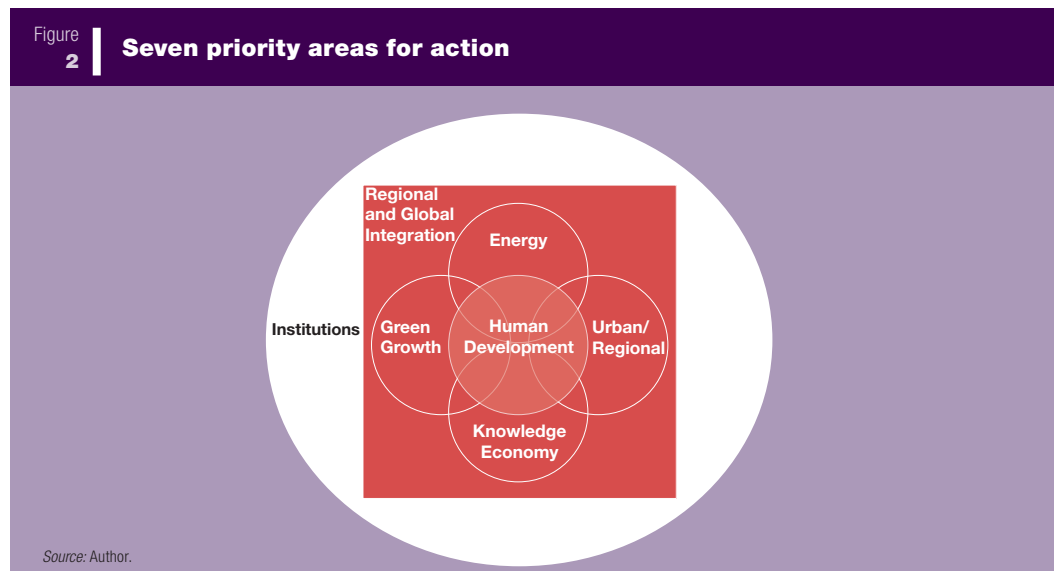 Figure
2
Seven priority areas for action
Regional
and Global
Integration
Energy
Institutions
Green
Growth
Human
Development
Urban/
Regional
Knowledge
Economy
Source: Author.